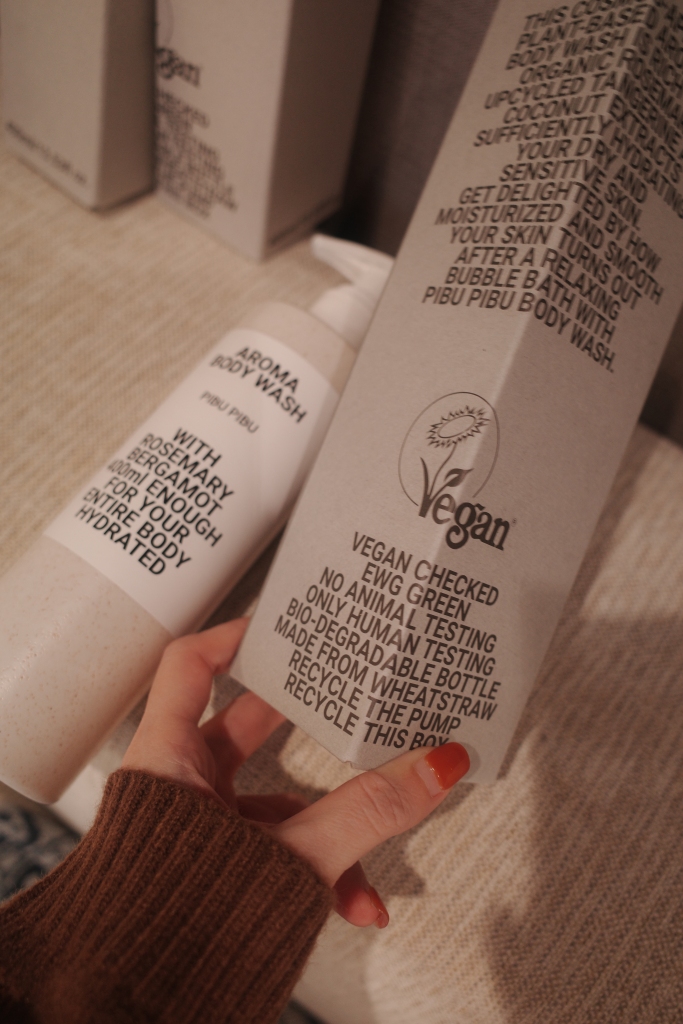 AROMA
BODY WASH
PIBU PIBU
WITH
ROSEMARY
BERGAMOT
400ml ENOUGH
FOR YOUR
ENTIRE BODY
HYDRATED
THIS
PLANT-BASED
BODY WASH
ORGANIC
UPCYCLED
COCONUT EXTRACTS
SUFFICIENTLY HYDRATING
YOUR DRY AND
SENSITIVE SKIN.
GET DELIGHTED BY HOW
MOISTURIZED AND SMOOTH
YOUR SKIN TURNS OUT
AFTER A RELAXING
BUBBLE BATH WITH
PIBU PIBU BODY WASH.
Vegan
VEGAN CHECKED
EWG GREEN
NO ANIMAL TESTING
ONLY HUMAN TESTING
BIO-DEGRADABLE BOTTLE
MADE FROM WHEATSTRAW
RECYCLE THE PUMP
RECYCLE THIS BOX